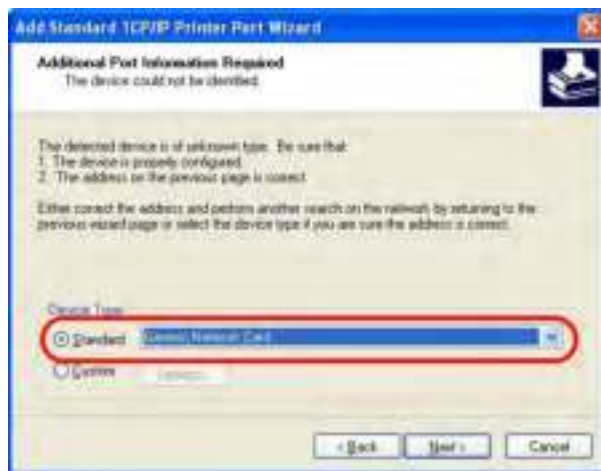 Add Standard TCP/IP Printer Port Wizard
Additional Port Information Required
The device could not be identified.
The detected device is of unknown type. Be sure that:
1. The device is properly configured.
2. The address on the previous page is correct.
Either correct the address and perform another search on the network by returning to the
previous wizard page or select the device type if you are sure the address is correct.
Device Type
Standard Generic Network Card
Custom
< Back Next > Cancel